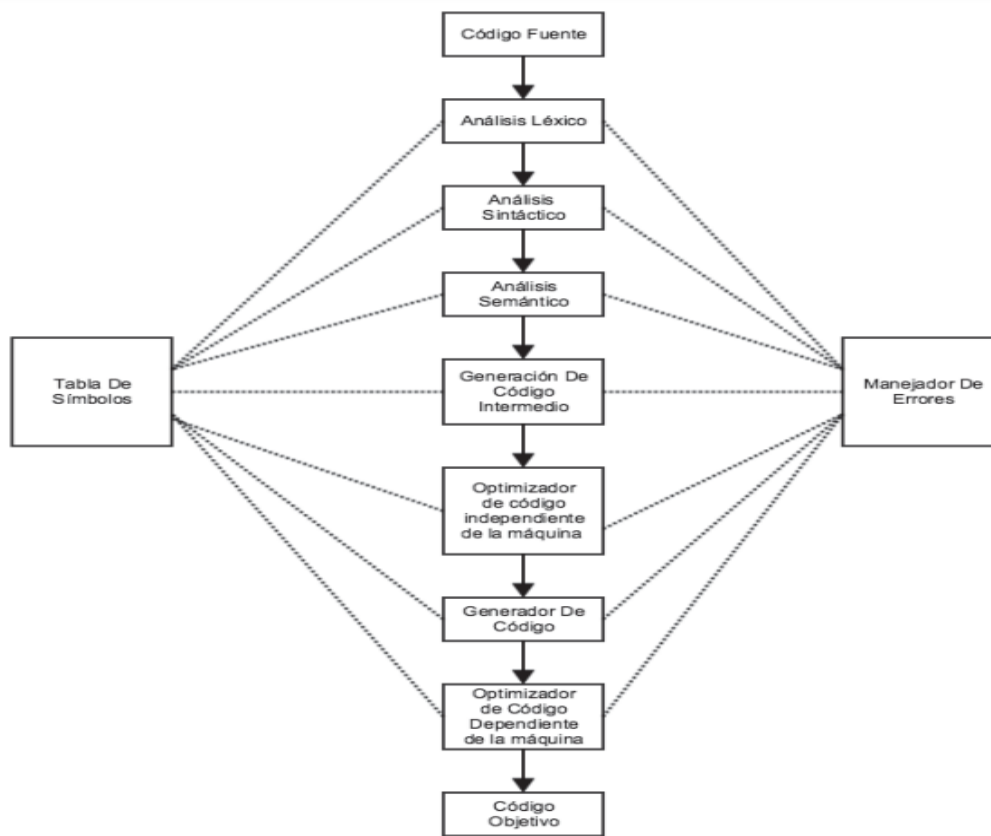 Código Fuente
Análisis Léxico
Análisis
Sintáctico
Análisis
Semántico
Tabla De
Símbolos
Generación De
Código
Intermedio
Manejador De
Errores
Optimizador
de código
independiente
de la máquina
Generador De
Código
Optimizador
de Código
Dependiente
de la máquina
Código
Objetivo